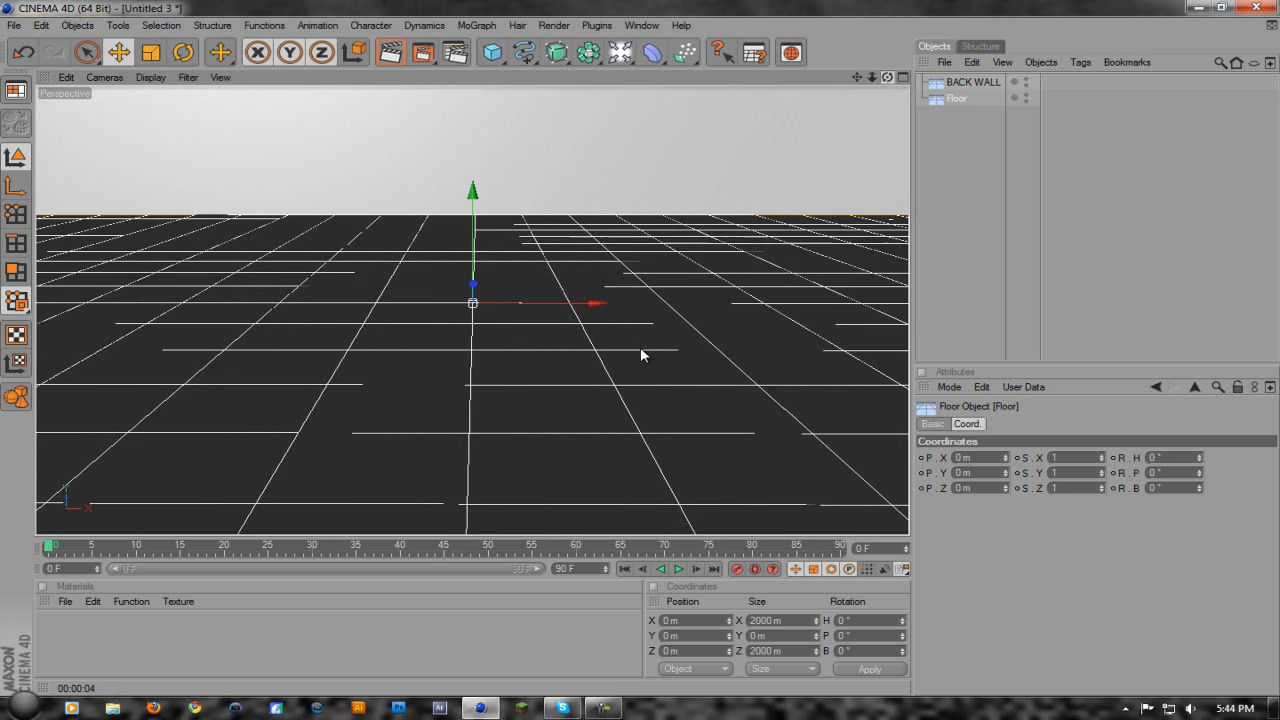 CINEMA 4D (64 Bit) - [Untitled 3 *]
File Edit Objects Tools Selection Structure Functions Animation Character Dynamics MoGraph Hair Render Plugins Window Help
Edit Cameras Display Filter View
Perspective
Y
X
0 5 10 15 20 25 30 35 40 45 50 55 60 65 70 75 80 85 90 0 F
0 F 0 F 90 F 90 F
Materials
File Edit Function Texture
Coordinates
Position Size Rotation
X 0 m X 2000 m H 0 °
Y 0 m Y 0 m P 0 °
Z 0 m Z 2000 m B 0 °
Object Size Apply
MAXON
CINEMA 4D
00:00:04
Objects Structure
File Edit View Objects Tags Bookmarks
BACK WALL
Floor
Attributes
Mode Edit User Data
Floor Object [Floor]
Basic Coord.
Coordinates
P . X 0 m S . X 1 R . H 0 °
P . Y 0 m S . Y 1 R . P 0 °
P . Z 0 m S . Z 1 R . B 0 °
5:44 PM